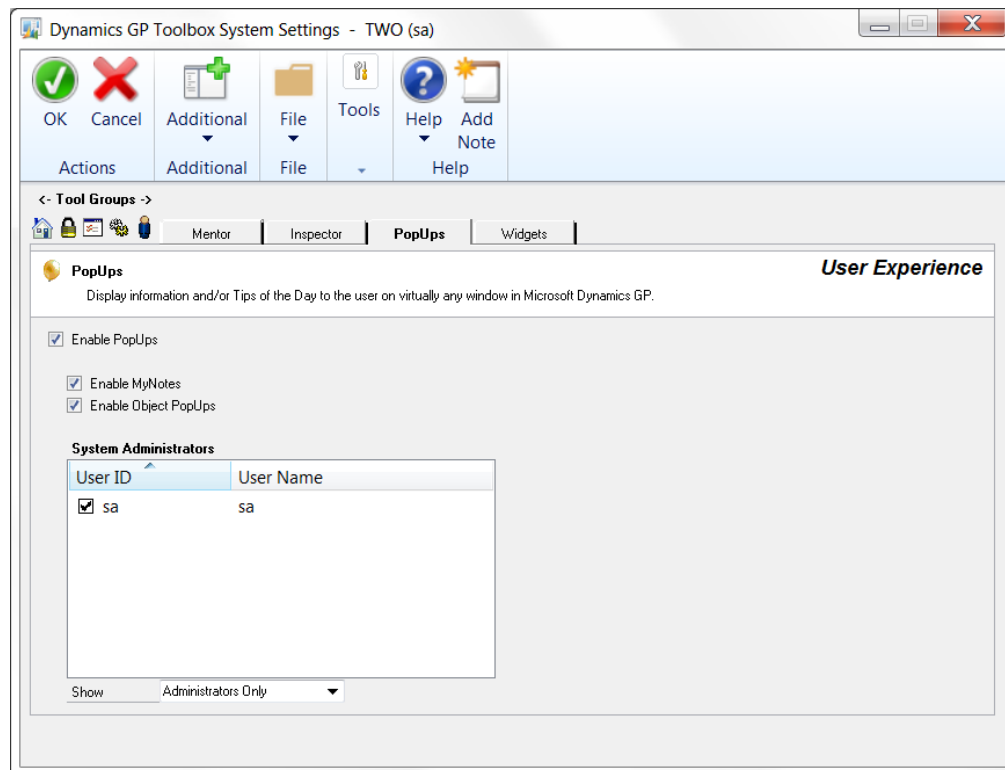 Dynamics GP Toolbox System Settings - TWO (sa)
OK Cancel Additional File Tools Help Add Note
Actions Additional File Help
<- Tool Groups ->
Mentor Inspector PopUps Widgets
PopUps User Experience
Display information and/or Tips of the Day to the user on virtually any window in Microsoft Dynamics GP.
Enable PopUps
Enable MyNotes
Enable Object PopUps
System Administrators
User ID User Name
sa sa
Show Administrators Only